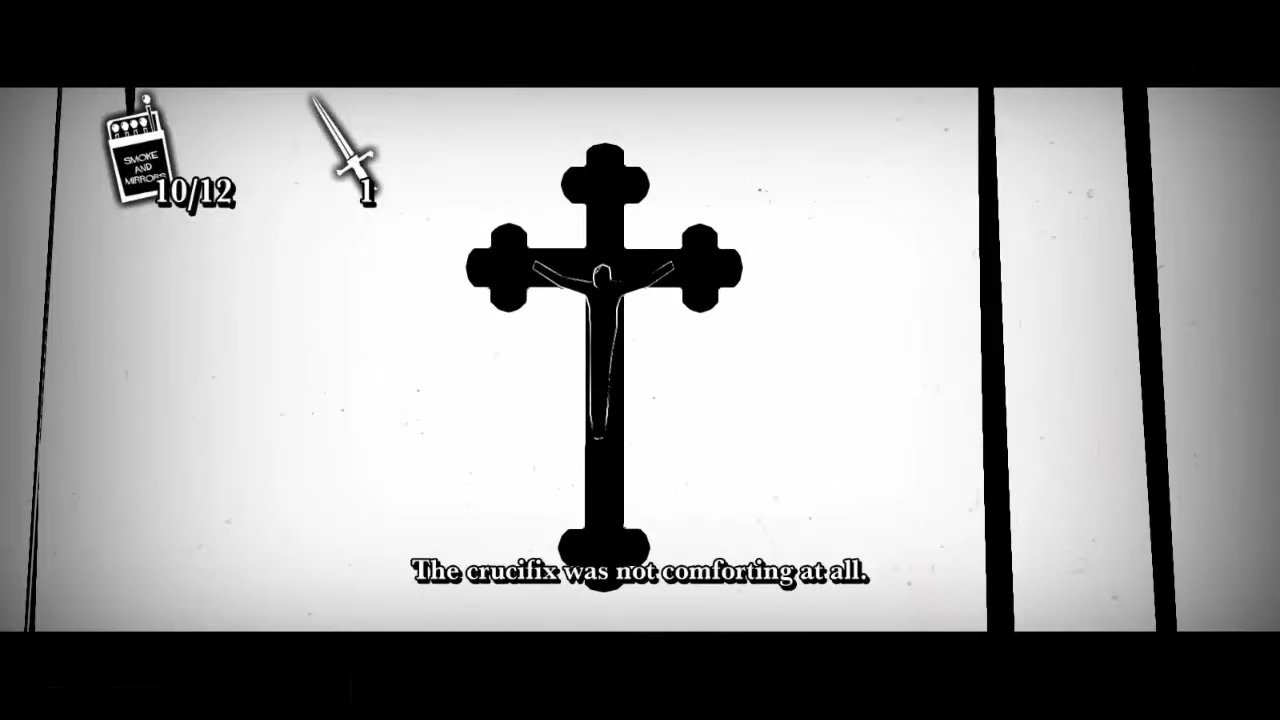 SMOKE
AND
MIRRORS
10/12
1
The crucifix was not comforting at all.